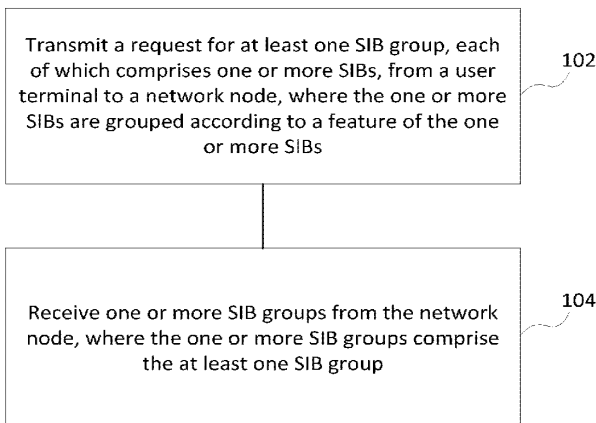 Transmit a request for at least one SIB group, each
of which comprises one or more SIBs, from a user
terminal to a network node, where the one or more
SIBs are grouped according to a feature of the one
or more SIBs
102
Receive one or more SIB groups from the network
node, where the one or more SIB groups comprise
the at least one SIB group
104